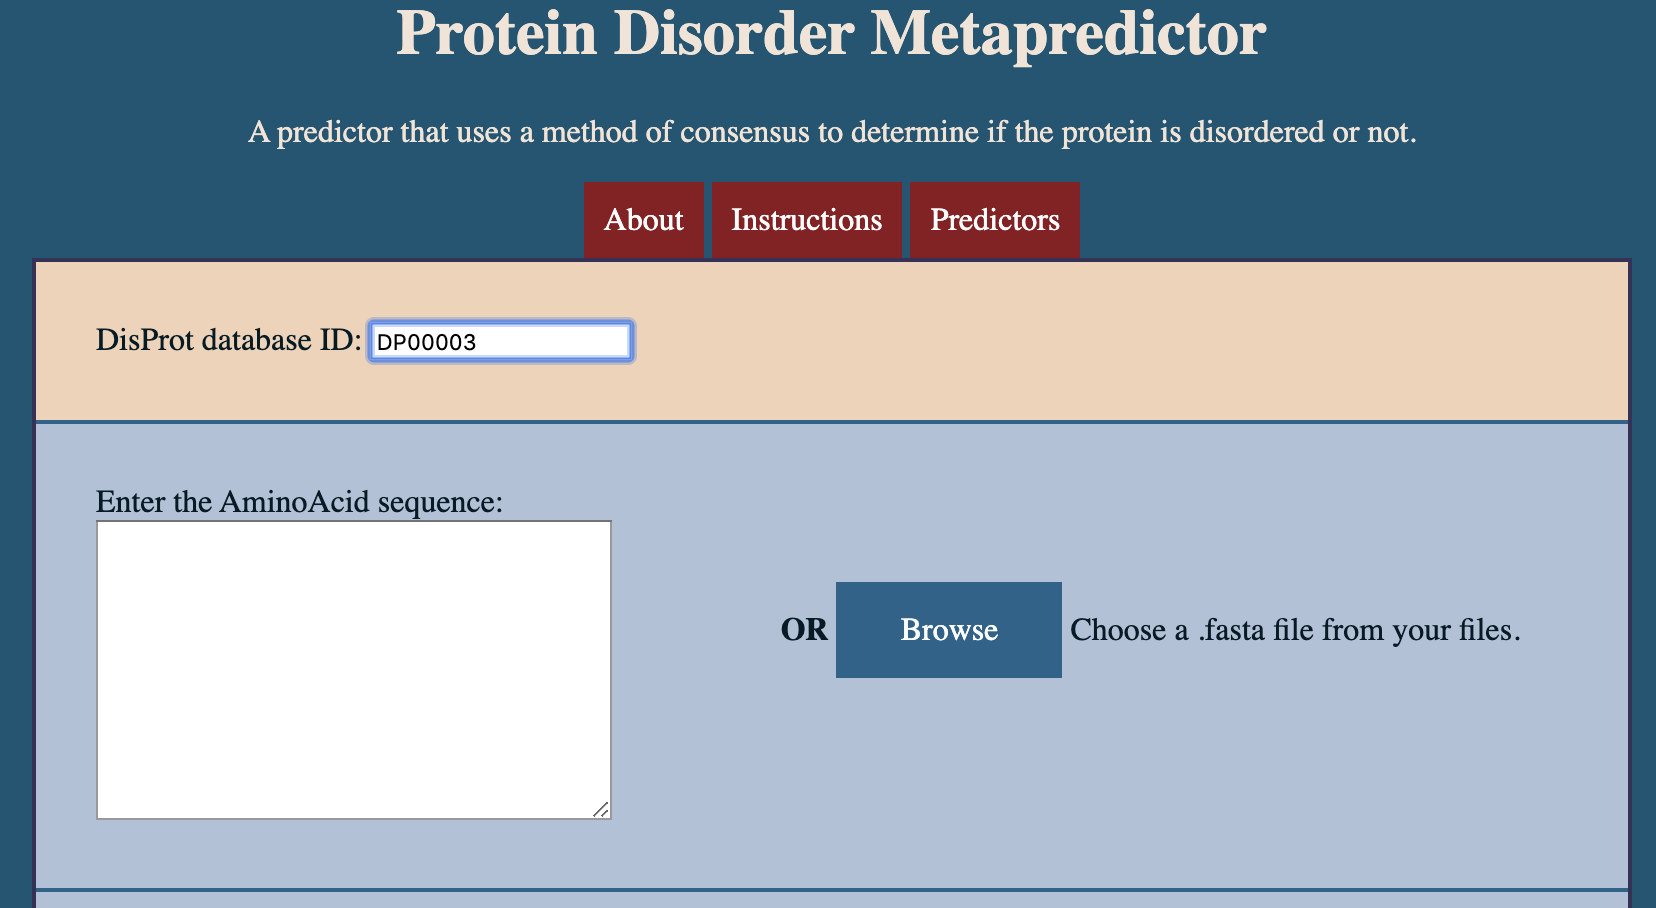 Protein Disorder Metapredictor
A predictor that uses a method of consensus to determine if the protein is disordered or not.
About Instructions Predictors
DisProt database ID: DP00003
Enter the AminoAcid sequence:
OR Browse Choose a .fasta file from your files.